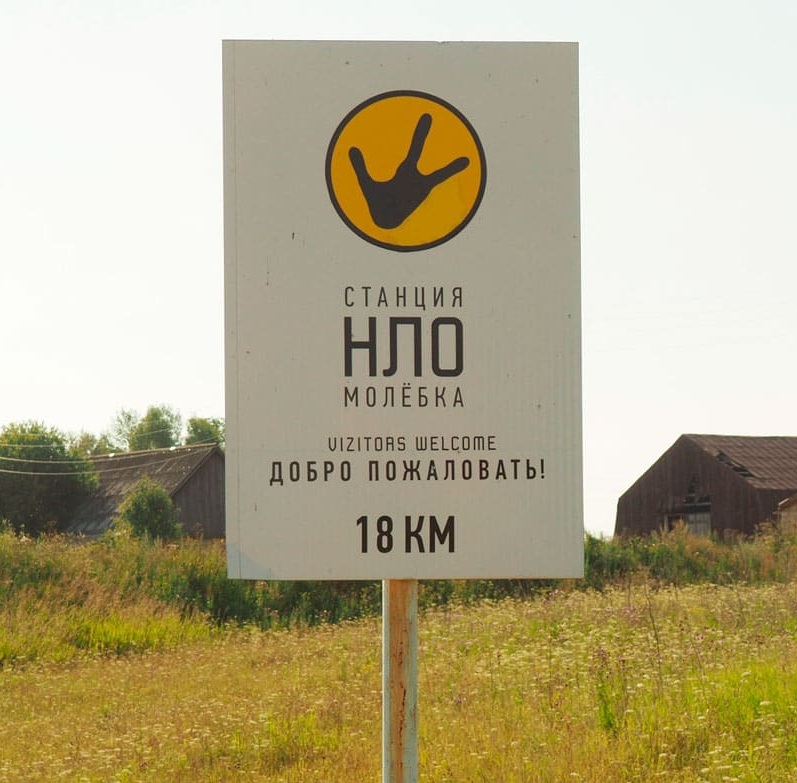 СТАНЦИЯ
НЛО
МОЛЁБКА
VIZITORS WELCOME
ДОБРО ПОЖАЛОВАТЬ!
18 КМ